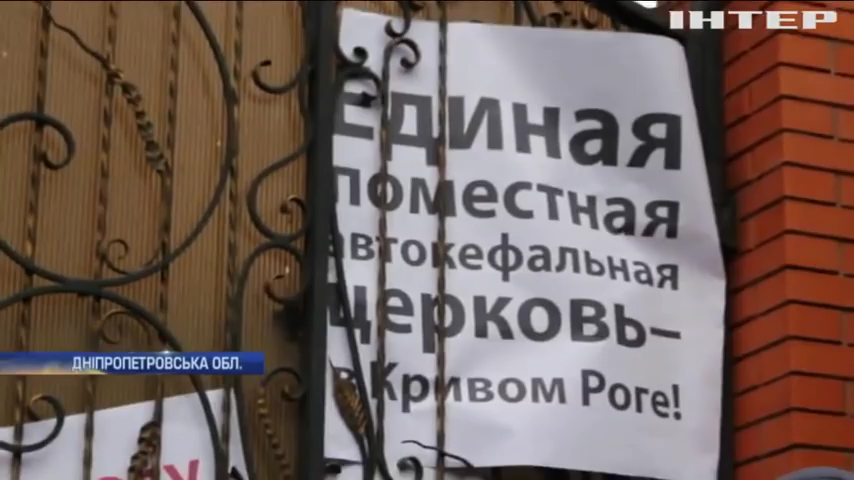 ІНТЕР
Единая
поместная
автокефальная
церковь–
в Кривом Роге!
ДНІПРОПЕТРОВСЬКА ОБЛ.